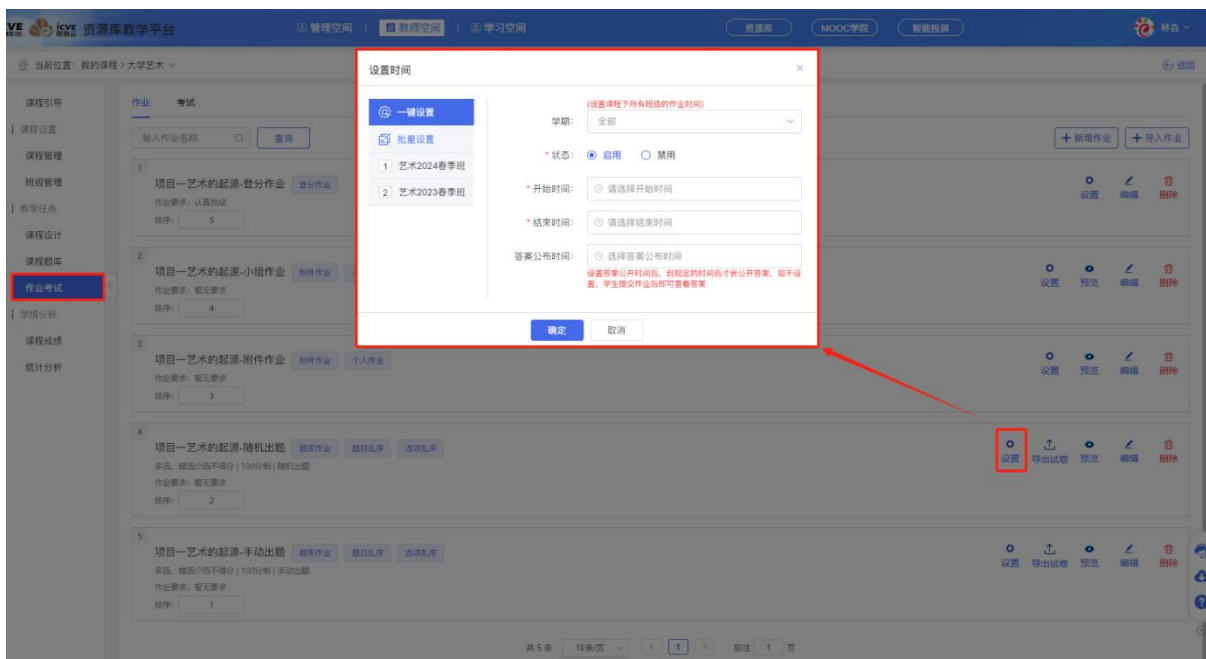 icve 资源库教学平台 管理空间 教师空间 学习空间 资源库 MOOC学院 智能投屏
当前位置：我的课程 > 大学艺术 返回
课程引导
课程设置
课程管理
班级管理
教学任务
课程设计
课程题库
作业考试
学情分析
课程成绩
统计分析
作业 考试
输入作业名称 查询 新增作业 导入作业
1
项目一艺术的起源-登分作业 登分作业
作业要求：认真完成
排序： 5
设置 编辑 删除
2
项目一艺术的起源-小组作业 附件作业
作业要求：暂无要求
排序： 4
设置 预览 编辑 删除
3
项目一艺术的起源-附件作业 附件作业 个人作业
作业要求：暂无要求
排序： 3
设置 预览 编辑 删除
4
项目一艺术的起源-随机出题 题库作业 题目乱序 选项乱序
多选、错选少选不得分 | 100分制 | 随机出题
作业要求：暂无要求
排序： 2
设置 导出试卷 预览 编辑 删除
5
项目一艺术的起源-手动出题 题库作业 题目乱序 选项乱序
多选、错选少选不得分 | 100分制 | 手动出题
作业要求：暂无要求
排序： 1
设置 导出试卷 预览 编辑 删除
共 5 条 10条/页 1 前往 1 页
设置时间
一键设置
批量设置
1 艺术2024春季班
2 艺术2023春季班
(设置课程下所有班级的作业时间)
学期： 全部
* 状态： 启用 禁用
* 开始时间： 请选择开始时间
* 结束时间： 请选择结束时间
答案公布时间： 选择答案公布时间
设置答案公开时间后，到规定的时间后才会公开答案，如不设
置，学生提交作业后即可查看答案
确定 取消